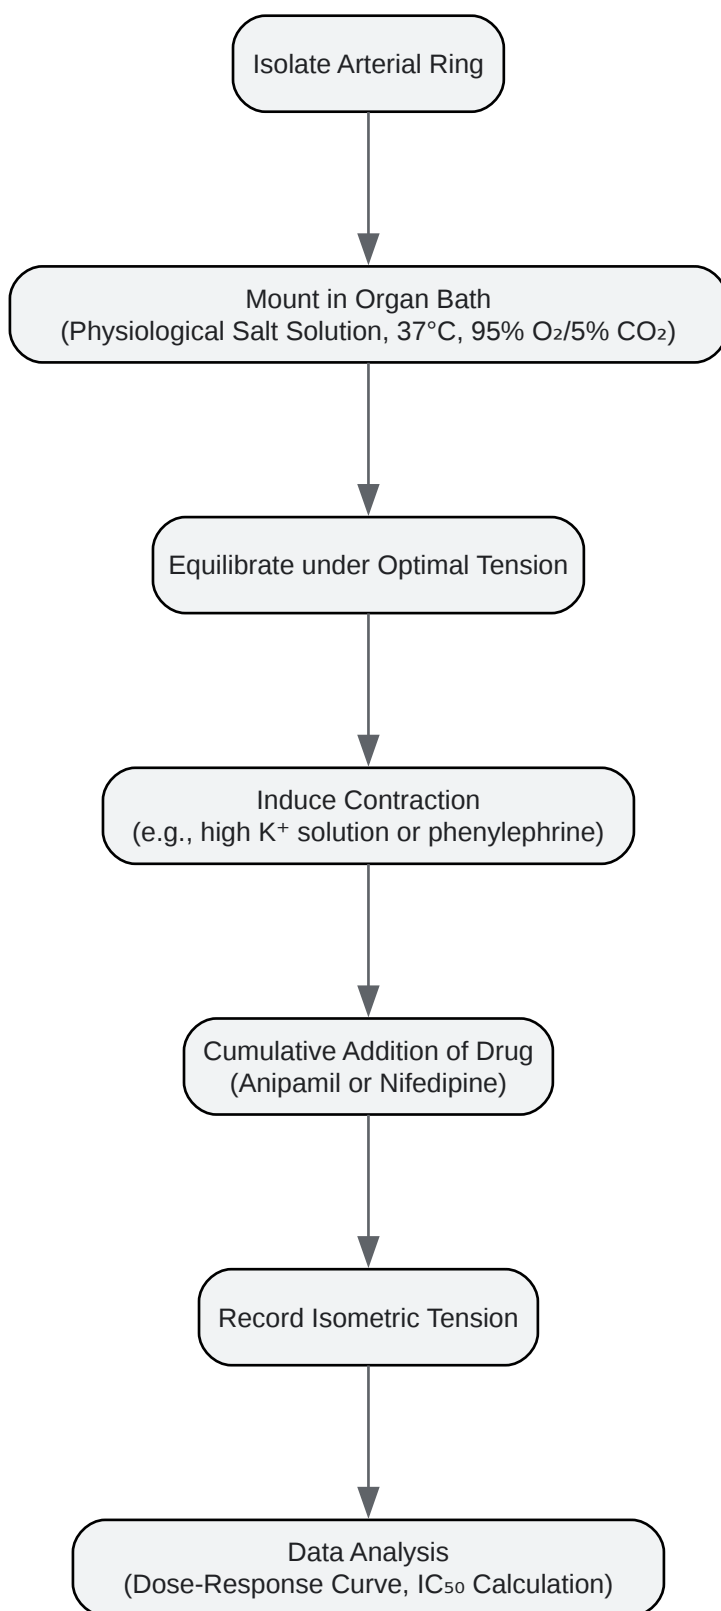 Isolate Arterial Ring
Mount in Organ Bath
(Physiological Salt Solution, 37°C, 95% O₂/5% CO₂)
Equilibrate under Optimal Tension
Induce Contraction
(e.g., high K⁺ solution or phenylephrine)
Cumulative Addition of Drug
(Anipamil or Nifedipine)
Record Isometric Tension
Data Analysis
(Dose-Response Curve, IC₅₀ Calculation)